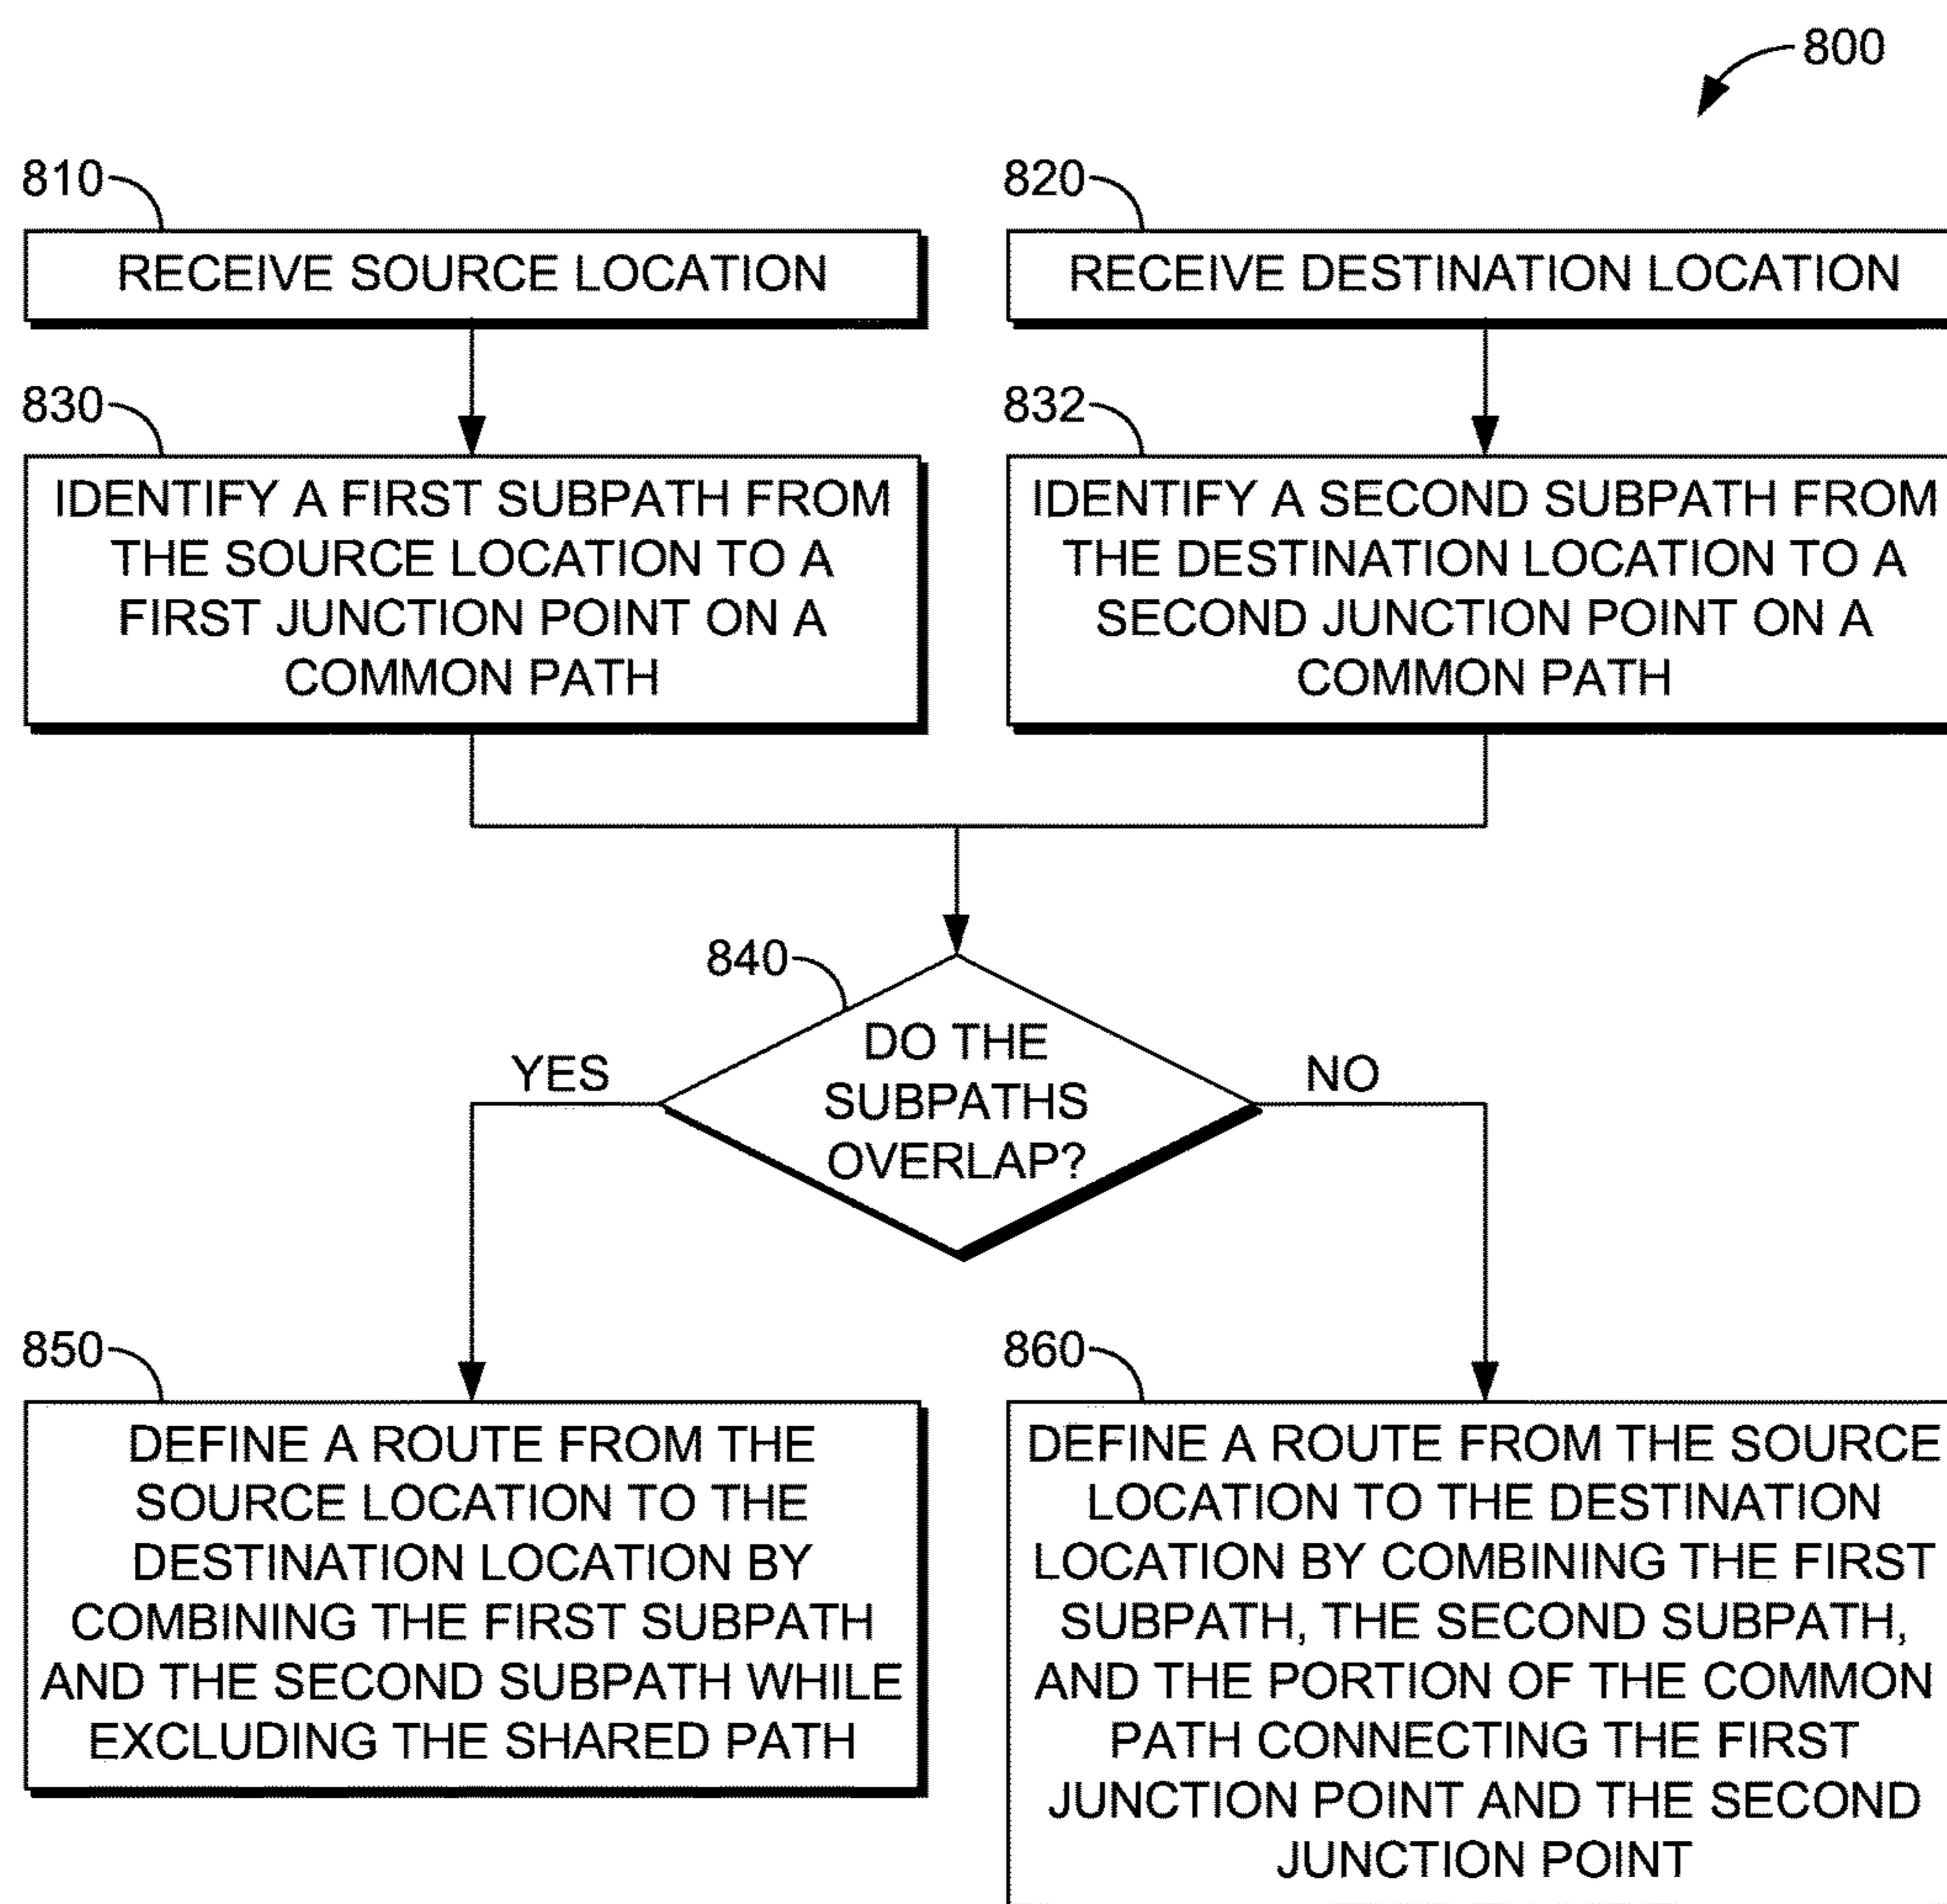 800
810
RECEIVE SOURCE LOCATION
820
RECEIVE DESTINATION LOCATION
830
IDENTIFY A FIRST SUBPATH FROM
THE SOURCE LOCATION TO A
FIRST JUNCTION POINT ON A
COMMON PATH
832
IDENTIFY A SECOND SUBPATH FROM
THE DESTINATION LOCATION TO A
SECOND JUNCTION POINT ON A
COMMON PATH
840
DO THE
SUBPATHS
OVERLAP?
YES
NO
850
DEFINE A ROUTE FROM THE
SOURCE LOCATION TO THE
DESTINATION LOCATION BY
COMBINING THE FIRST SUBPATH
AND THE SECOND SUBPATH WHILE
EXCLUDING THE SHARED PATH
860
DEFINE A ROUTE FROM THE SOURCE
LOCATION TO THE DESTINATION
LOCATION BY COMBINING THE FIRST
SUBPATH, THE SECOND SUBPATH,
AND THE PORTION OF THE COMMON
PATH CONNECTING THE FIRST
JUNCTION POINT AND THE SECOND
JUNCTION POINT